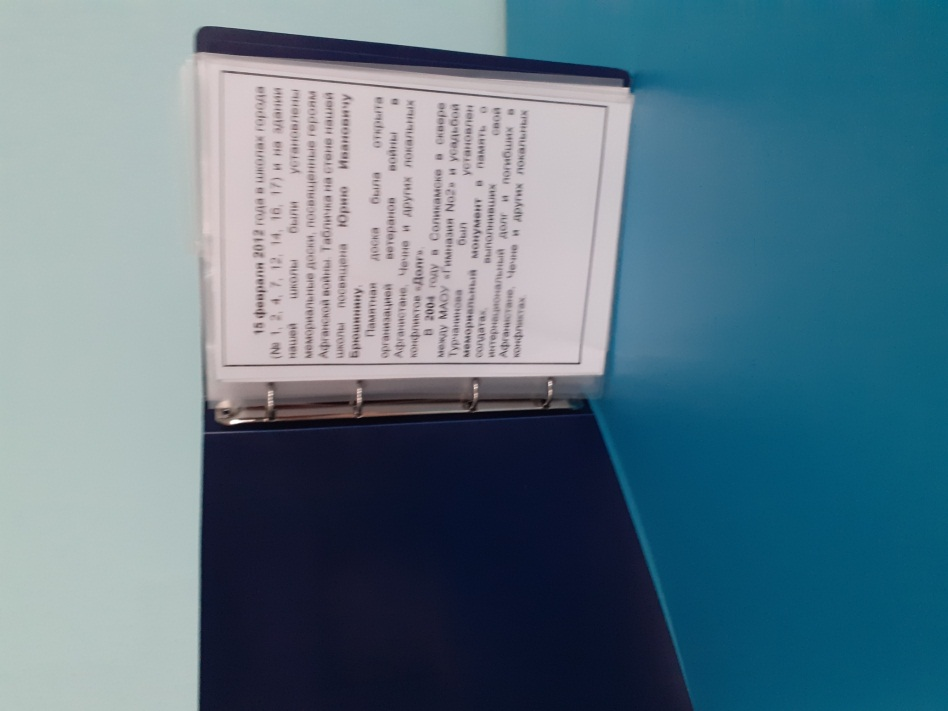 15 февраля 2012 года в школах города
(№ 1, 2, 4, 7, 12, 14, 16, 17) и на здании
нашей школы были установлены
мемориальные доски, посвященные героям
Афганской войны. Табличка на стене нашей
школы посвящена Юрию Ивановичу
Брюшинину.
Памятная доска была открыта
организацией ветеранов войны в
Афганистане, Чечне и других локальных
конфликтов «Долг».
В 2004 году в Соликамске в сквере
между МАОУ «Гимназия №2» и усадьбой
Турчанинова был установлен
мемориальный монумент в память о
солдатах, выполнивших свой
интернациональный долг и погибших в
Афганистане, Чечне и других локальных
конфликтах.